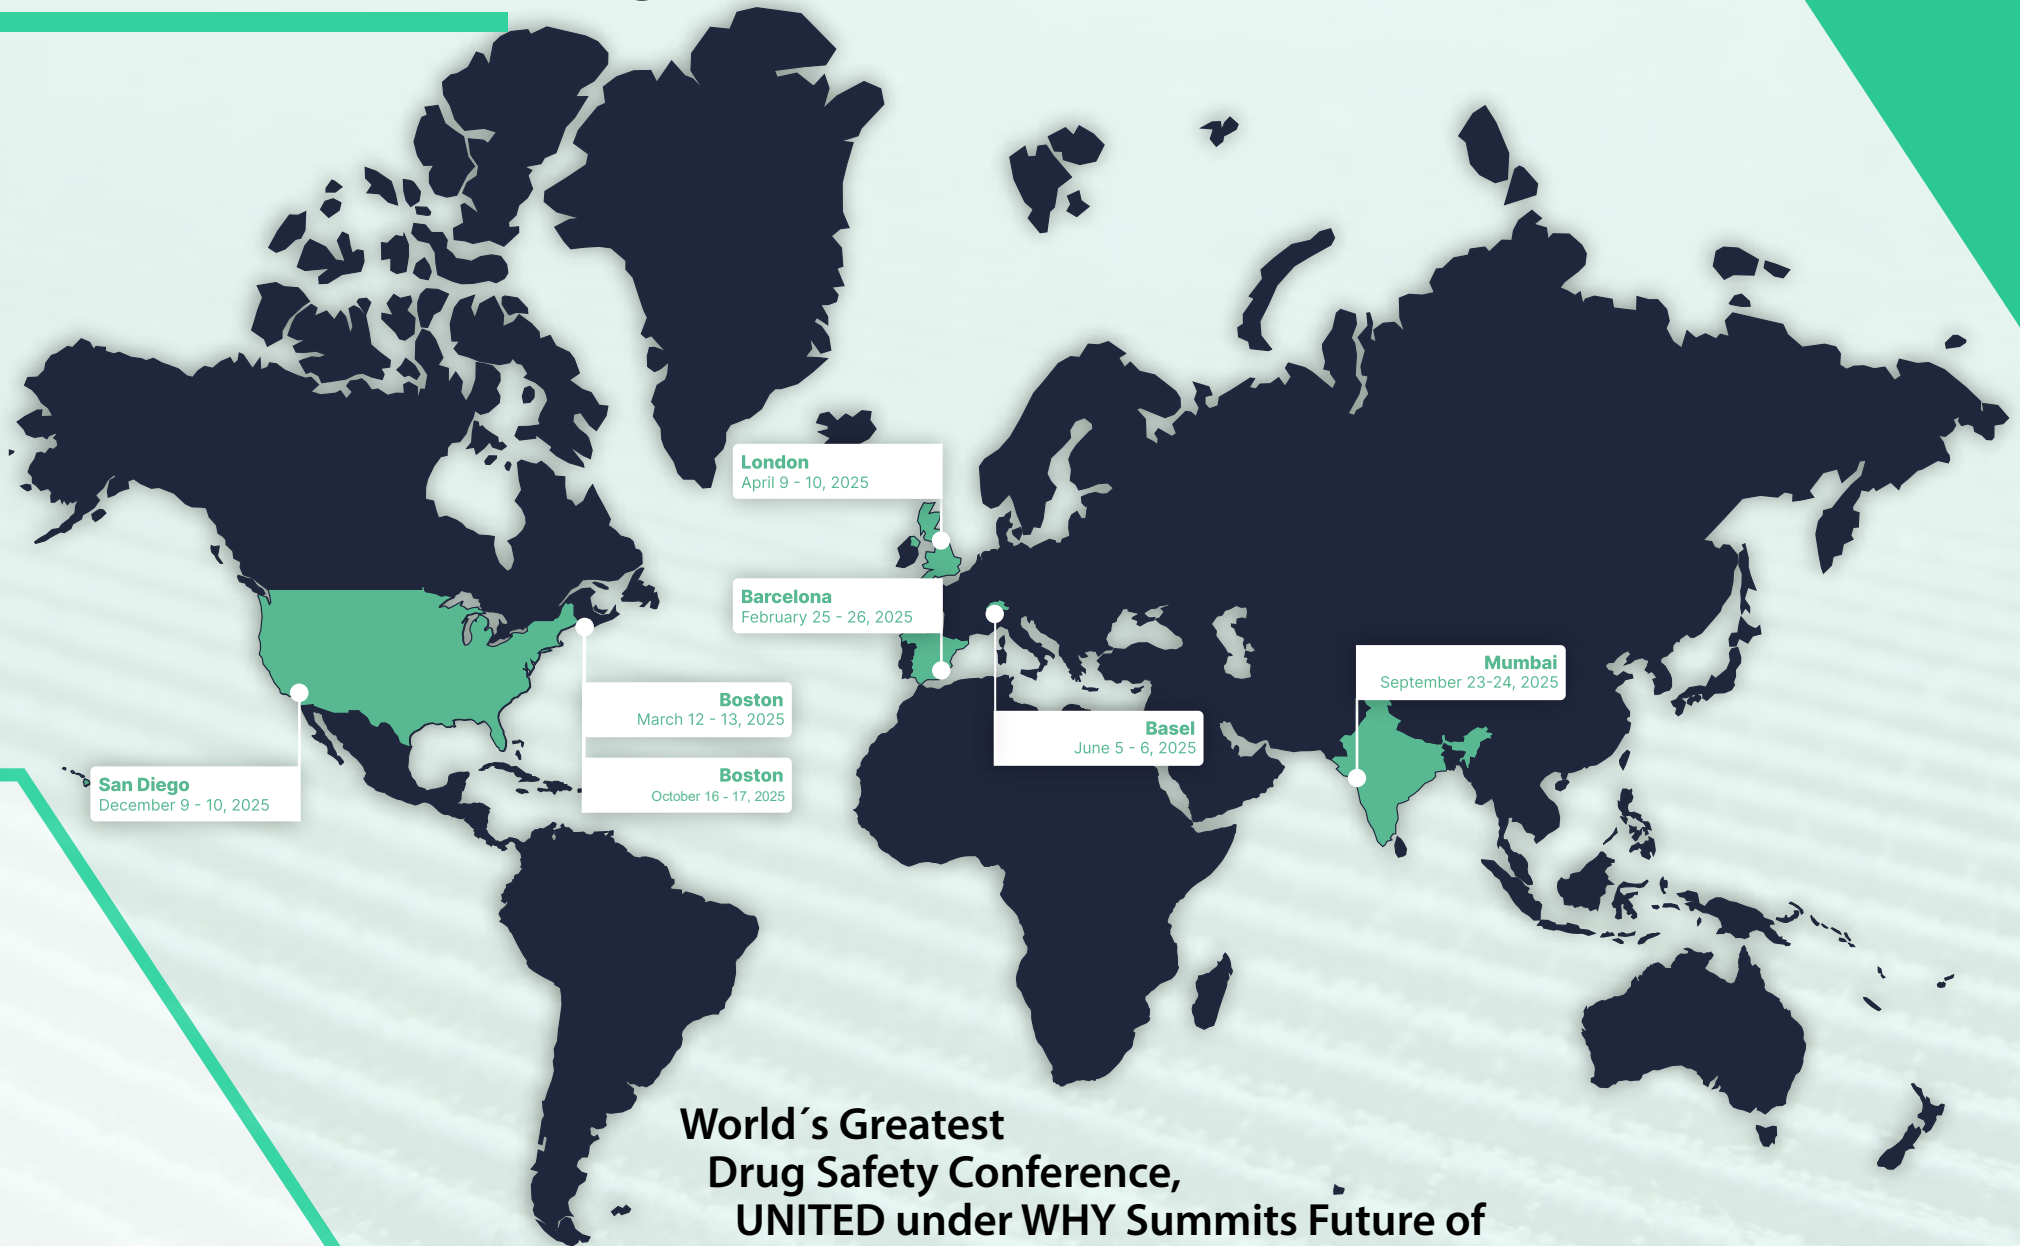 London
April 9 - 10, 2025
Barcelona
February 25 - 26, 2025
Boston
March 12 - 13, 2025
Boston
October 16 - 17, 2025
San Diego
December 9 - 10, 2025
Basel
June 5 - 6, 2025
Mumbai
September 23-24, 2025
World´s Greatest
Drug Safety Conference,
UNITED under WHY Summits Future of